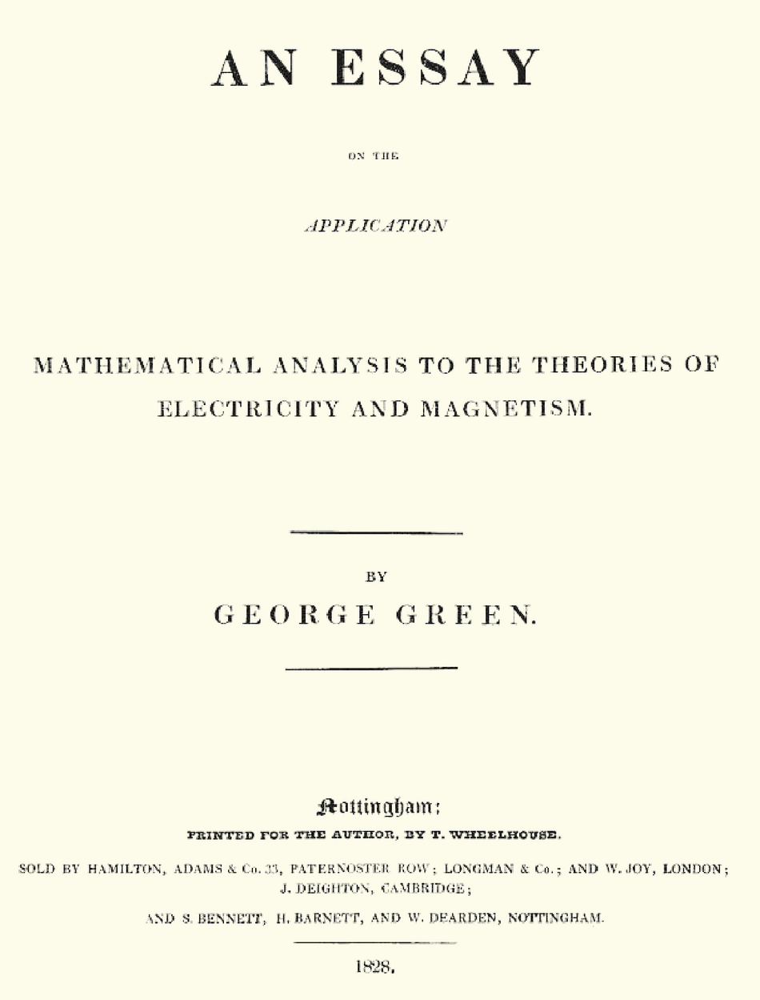 AN ESSAY
ON THE
APPLICATION
MATHEMATICAL ANALYSIS TO THE THEORIES OF
ELECTRICITY AND MAGNETISM.
BY
GEORGE GREEN.
Nottingham;
PRINTED FOR THE AUTHOR, BY T. WHEELHOUSE.
SOLD BY HAMILTON, ADAMS & Co. 33, PATERNOSTER ROW; LONGMAN & Co.; AND W. JOY, LONDON;
J. DEIGHTON, CAMBRIDGE;
AND S. BENNETT, H. BARNETT, AND W. DEARDEN, NOTTINGHAM.
1828.